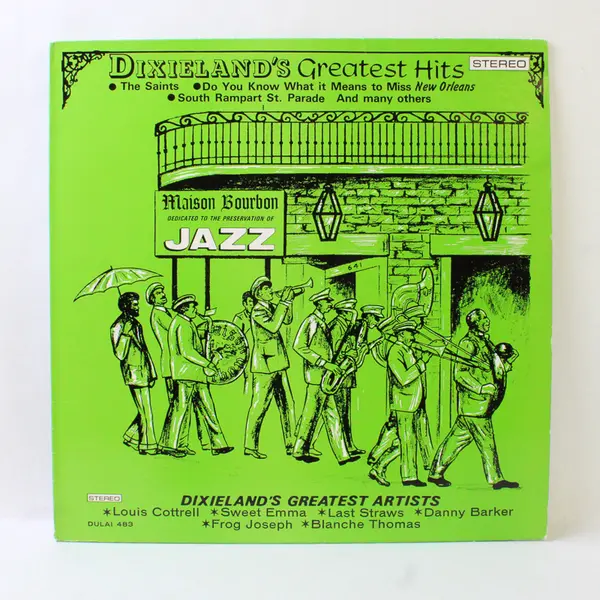 DIXIELAND'S Greatest Hits STEREO
● The Saints ● Do You Know What it Means to Miss New Orleans
● South Rampart St. Parade And many others
Maison Bourbon
DEDICATED TO THE PRESERVATION OF
JAZZ
641
STEREO
DIXIELAND'S GREATEST ARTISTS
✶Louis Cottrell ✶Sweet Emma ✶Last Straws ✶Danny Barker
DULAI 483
✶Frog Joseph ✶Blanche Thomas